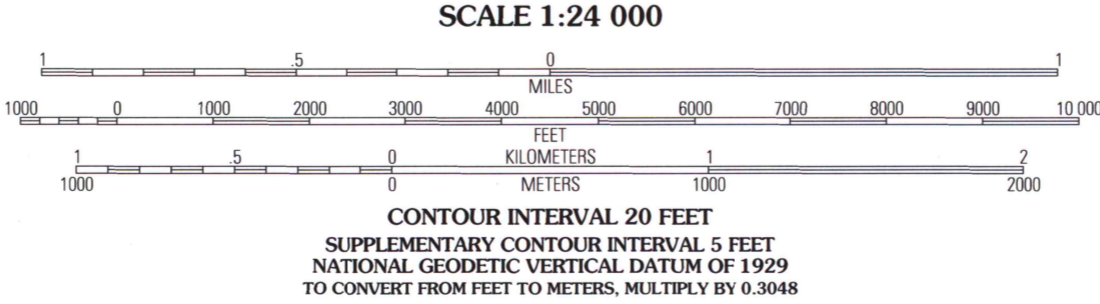 SCALE 1:24 000
1 .5 0 1
MILES
1000 0 1000 2000 3000 4000 5000 6000 7000 8000 9000 10 000
FEET
1 .5 0 KILOMETERS 1 2
1000 0 METERS 1000 2000
CONTOUR INTERVAL 20 FEET
SUPPLEMENTARY CONTOUR INTERVAL 5 FEET
NATIONAL GEODETIC VERTICAL DATUM OF 1929
TO CONVERT FROM FEET TO METERS, MULTIPLY BY 0.3048